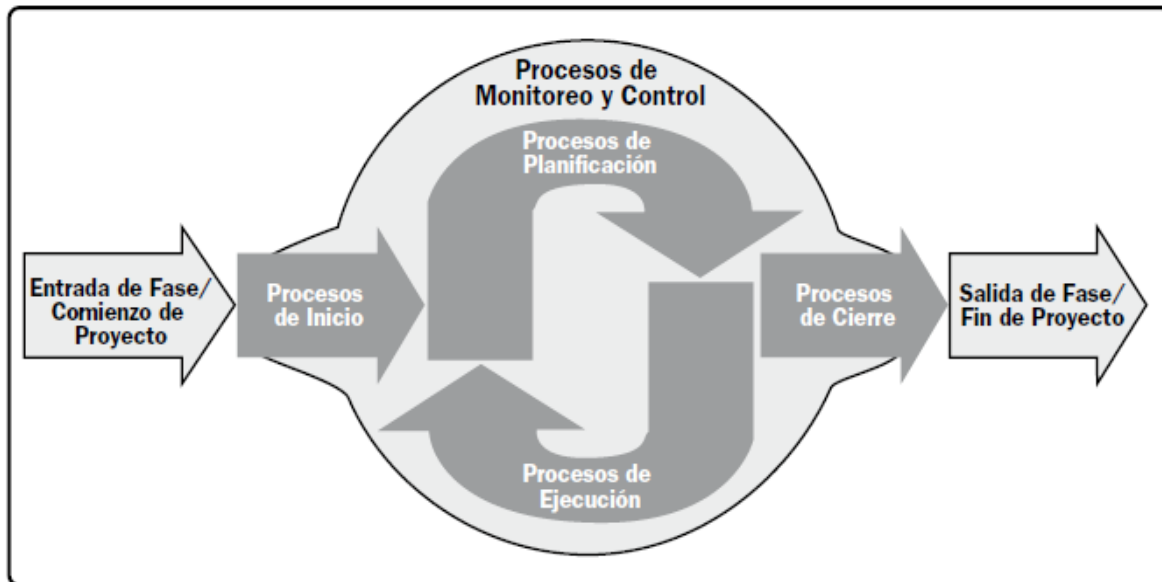 Procesos de
Monitoreo y Control
Procesos de
Planificación
Entrada de Fase/
Comienzo de
Proyecto
Procesos
de Inicio
Procesos
de Cierre
Salida de Fase/
Fin de Proyecto
Procesos de
Ejecución